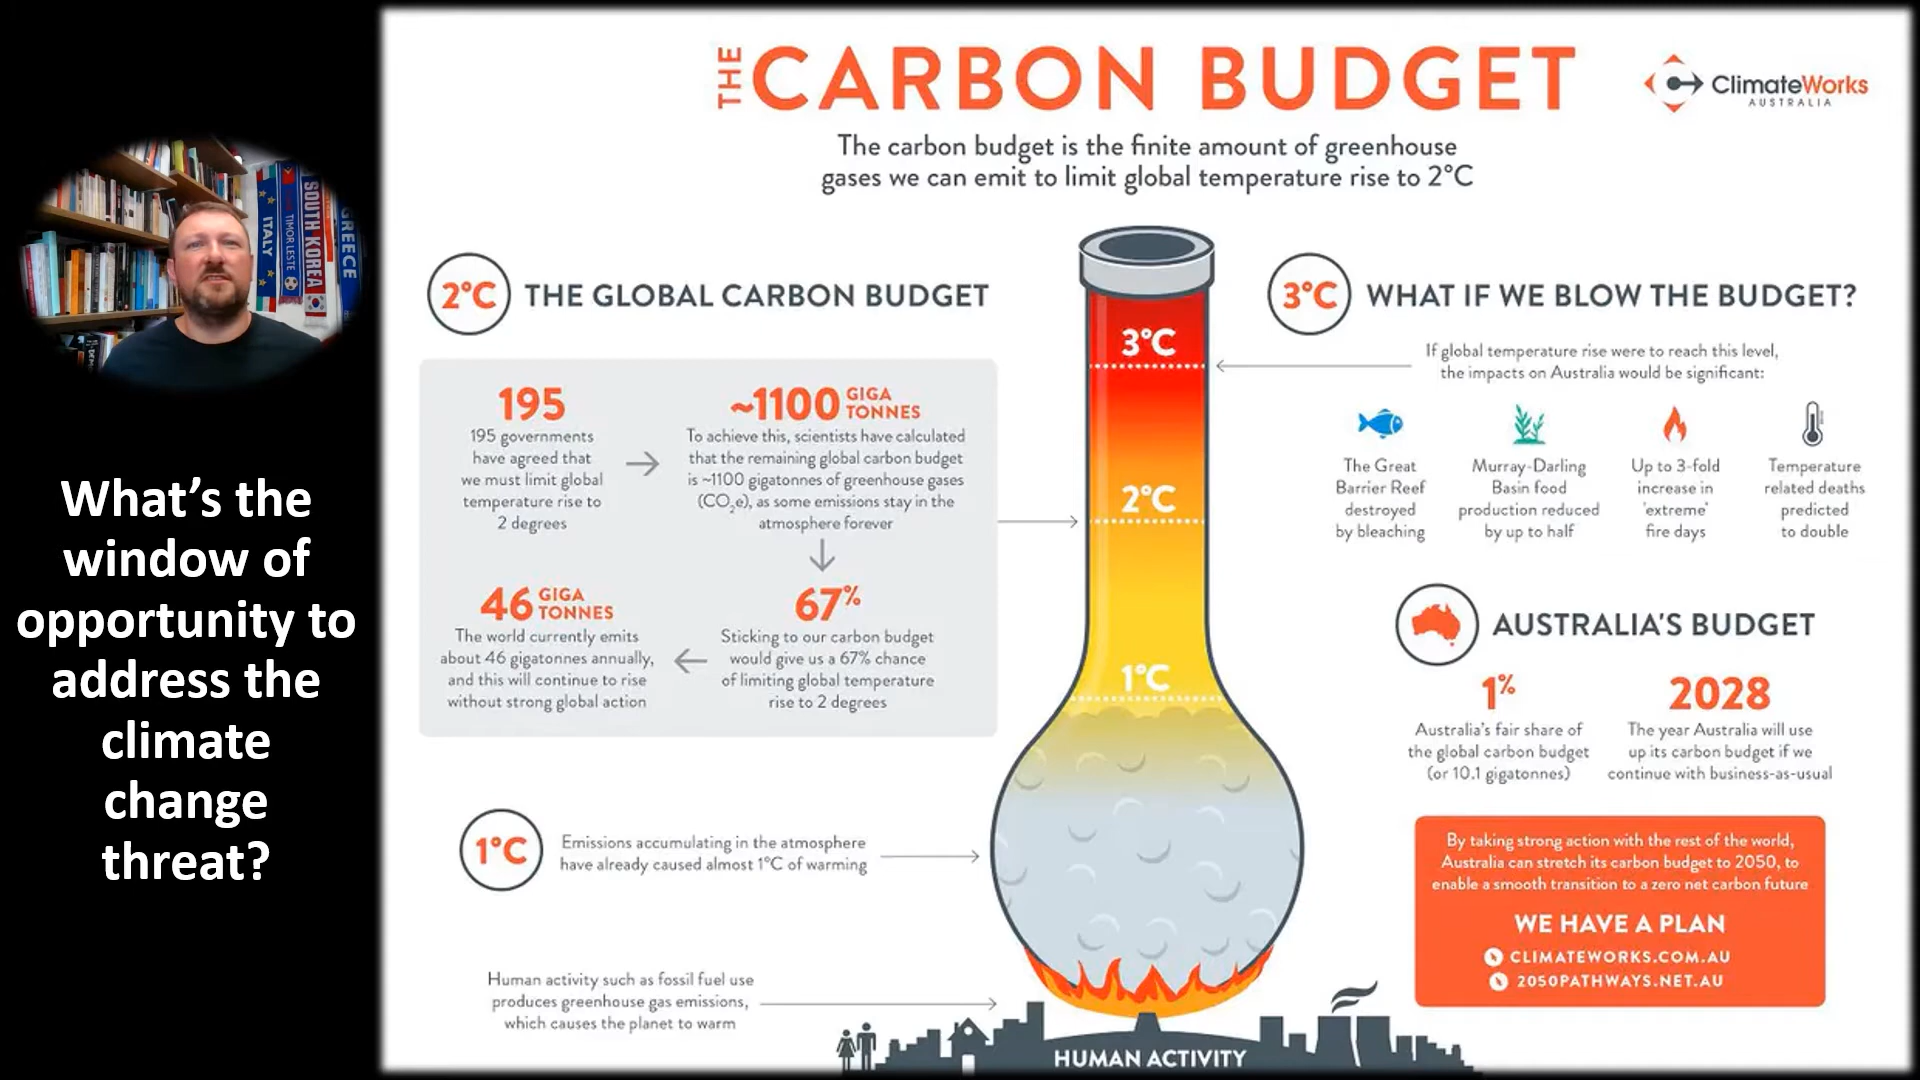 What's the
window of
opportunity to
address the
climate
change
threat?
ITALY
TIMOR LESTE
SOUTH KOREA
GREECE
THE CARBON BUDGET
ClimateWorks
AUSTRALIA
The carbon budget is the finite amount of greenhouse
gases we can emit to limit global temperature rise to 2°C
2°C THE GLOBAL CARBON BUDGET
195
195 governments
have agreed that
we must limit global
temperature rise to
2 degrees
~1100 GIGA TONNES
To achieve this, scientists have calculated
that the remaining global carbon budget
is ~1100 gigatonnes of greenhouse gases
(CO₂e), as some emissions stay in the
atmosphere forever
67%
Sticking to our carbon budget
would give us a 67% chance
of limiting global temperature
rise to 2 degrees
46 GIGA TONNES
The world currently emits
about 46 gigatonnes annually,
and this will continue to rise
without strong global action
1°C
Emissions accumulating in the atmosphere
have already caused almost 1°C of warming
Human activity such as fossil fuel use
produces greenhouse gas emissions,
which causes the planet to warm
3°C
2°C
1°C
HUMAN ACTIVITY
3°C WHAT IF WE BLOW THE BUDGET?
If global temperature rise were to reach this level,
the impacts on Australia would be significant:
The Great
Barrier Reef
destroyed
by bleaching
Murray-Darling
Basin food
production reduced
by up to half
Up to 3-fold
increase in
'extreme'
fire days
Temperature
related deaths
predicted
to double
AUSTRALIA'S BUDGET
1%
Australia's fair share of
the global carbon budget
(or 10.1 gigatonnes)
2028
The year Australia will use
up its carbon budget if we
continue with business-as-usual
By taking strong action with the rest of the world,
Australia can stretch its carbon budget to 2050, to
enable a smooth transition to a zero net carbon future
WE HAVE A PLAN
CLIMATEWORKS.COM.AU
2050PATHWAYS.NET.AU